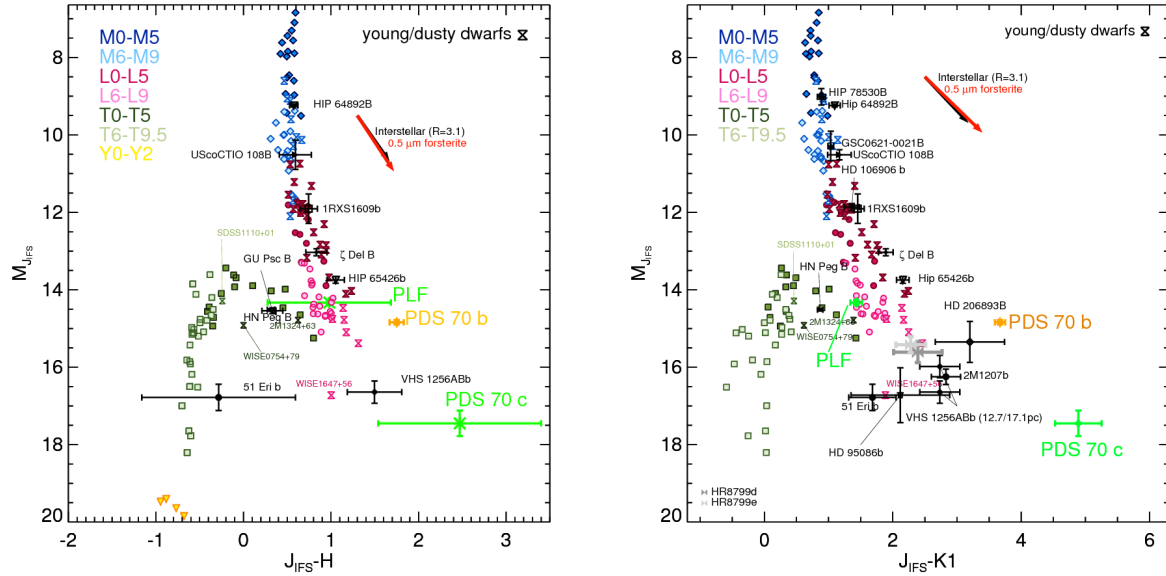 M0-M5
M6-M9
L0-L5
L6-L9
T0-T5
T6-T9.5
Y0-Y2
young/dusty dwarfs
HIP 64892B
Interstellar (R=3.1)
0.5 μm forsterite
UScoCTIO 108B
1RXS1609b
SDSS1110+01
GU Psc B
ζ Del B
HIP 65426b
PLF
HN Peg B
2M1324+63
PDS 70 b
WISE0754+79
51 Eri b
WISE1647+56
VHS 1256ABb
PDS 70 c
8
10
12
14
16
18
20
M_J_IFS
-2
-1
0
1
2
3
J_IFS-H
M0-M5
M6-M9
L0-L5
L6-L9
T0-T5
T6-T9.5
young/dusty dwarfs
HIP 78530B
Hip 64892B
Interstellar (R=3.1)
0.5 μm forsterite
GSC0621-0021B
UScoCTIO 108B
HD 106906 b
1RXS1609b
SDSS1110+01
HN Peg B
ζ Del B
Hip 65426b
HD 206893B
2M1324+63
WISE0754+79
PDS 70 b
PLF
WISE1647+56
2M1207b
51 Eri b
VHS 1256ABb (12.7/17.1pc)
HD 95086b
PDS 70 c
HR8799d
HR8799e
8
10
12
14
16
18
20
M_J_IFS
0
2
4
6
J_IFS-K1